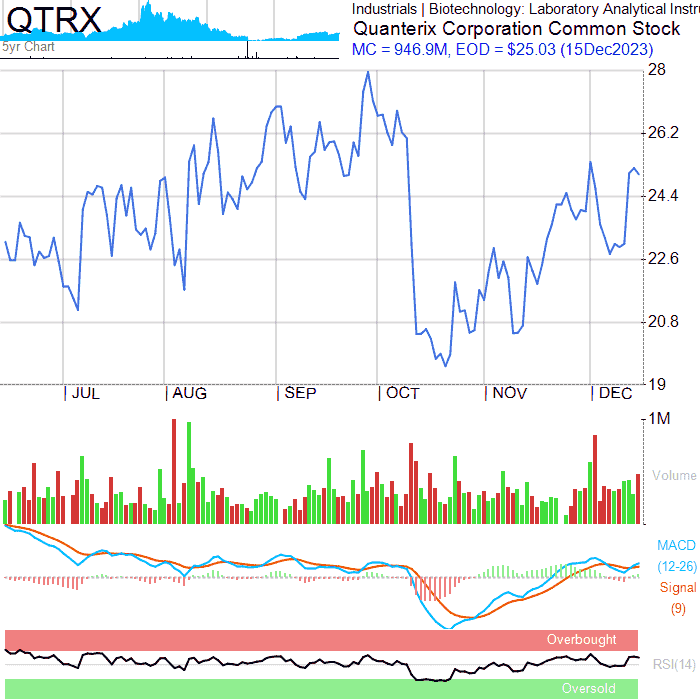 QTRX
5yr Chart
Industrials | Biotechnology: Laboratory Analytical Instru
Quanterix Corporation Common Stock
MC = 946.9M, EOD = $25.03 (15Dec2023)
28
26.2
24.4
22.6
20.8
19
JUL AUG SEP OCT NOV DEC
1M
Volume
MACD
(12-26)
Signal
(9)
Overbought
RSI(14)
Oversold